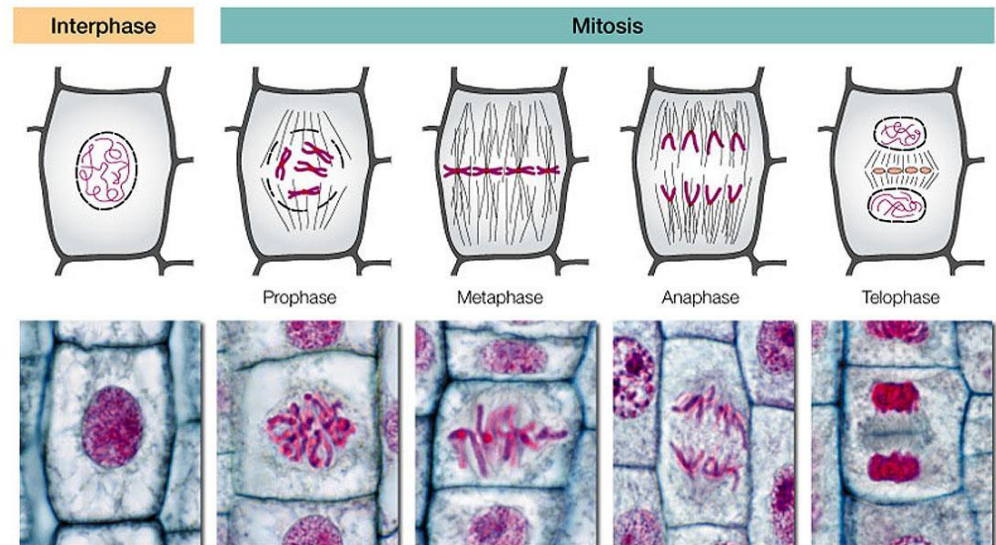 Interphase
Mitosis
Prophase
Metaphase
Anaphase
Telophase